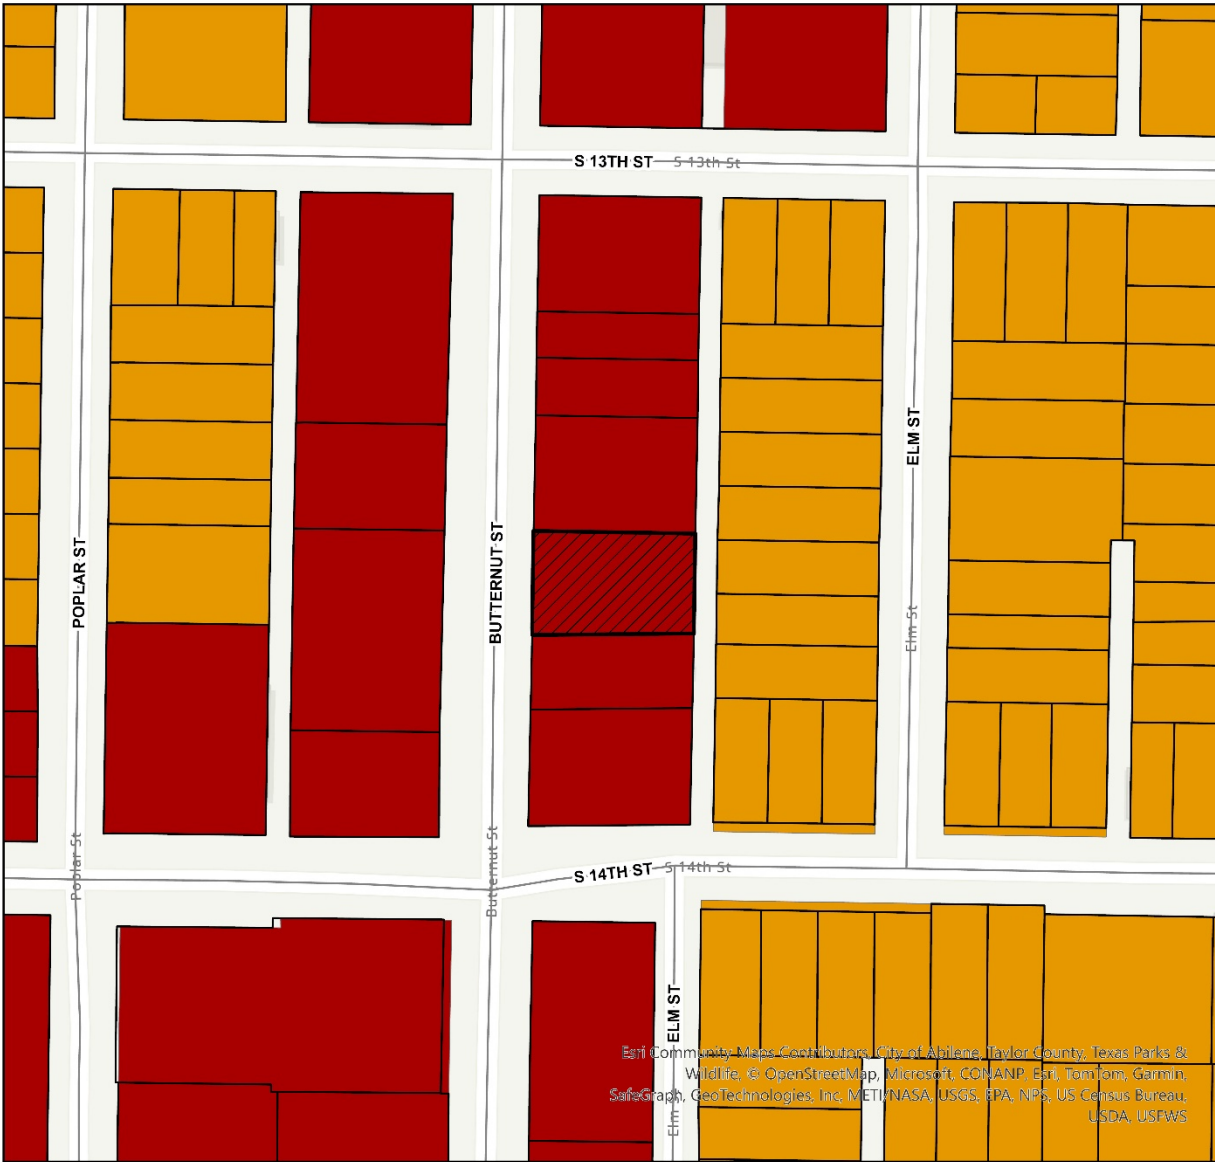 S 13TH ST S 13th St
ELM ST
BUTTERNUT ST
POPLAR ST
Elm St
Poplar St
Butternut St
S 14TH ST S 14th St
ELM ST
Esri Community Maps Contributors, City of Abilene, Taylor County, Texas Parks &
Wildlife, © OpenStreetMap, Microsoft, CONANP, Esri, TomTom, Garmin,
SafeGraph, GeoTechnologies, Inc, METI/NASA, USGS, EPA, NPS, US Census Bureau,
USDA, USFWS
Elm St